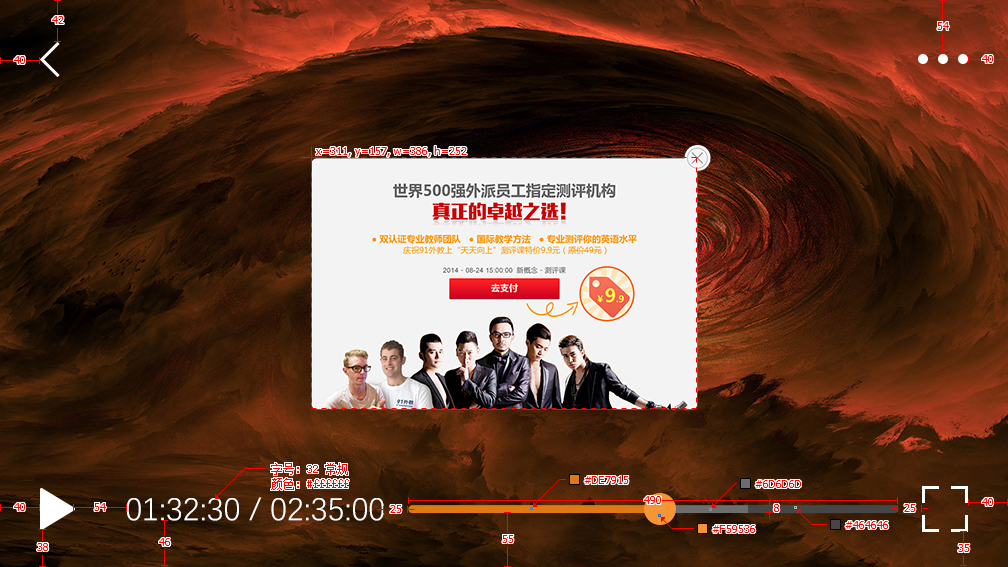 42
54
40
40
x=311, y=157, w=386, h=252
世界500强外派员工指定测评机构
真正的卓越之选！
• 双认证专业教师团队 • 国际教学方法 • 专业测评你的英语水平
庆祝91外教上“天天向上”测评课特价9.9元（原价49元）
2014 - 08-24 15:00:00 新概念 - 测评课
去支付
¥9.9
91外教
字号：32 常规
颜色：#ffffff
#DE7915
#6D6D6D
40
54
01:32:30 / 02:35:00
25
490
8
25
40
#F59536
#464646
38
46
55
35